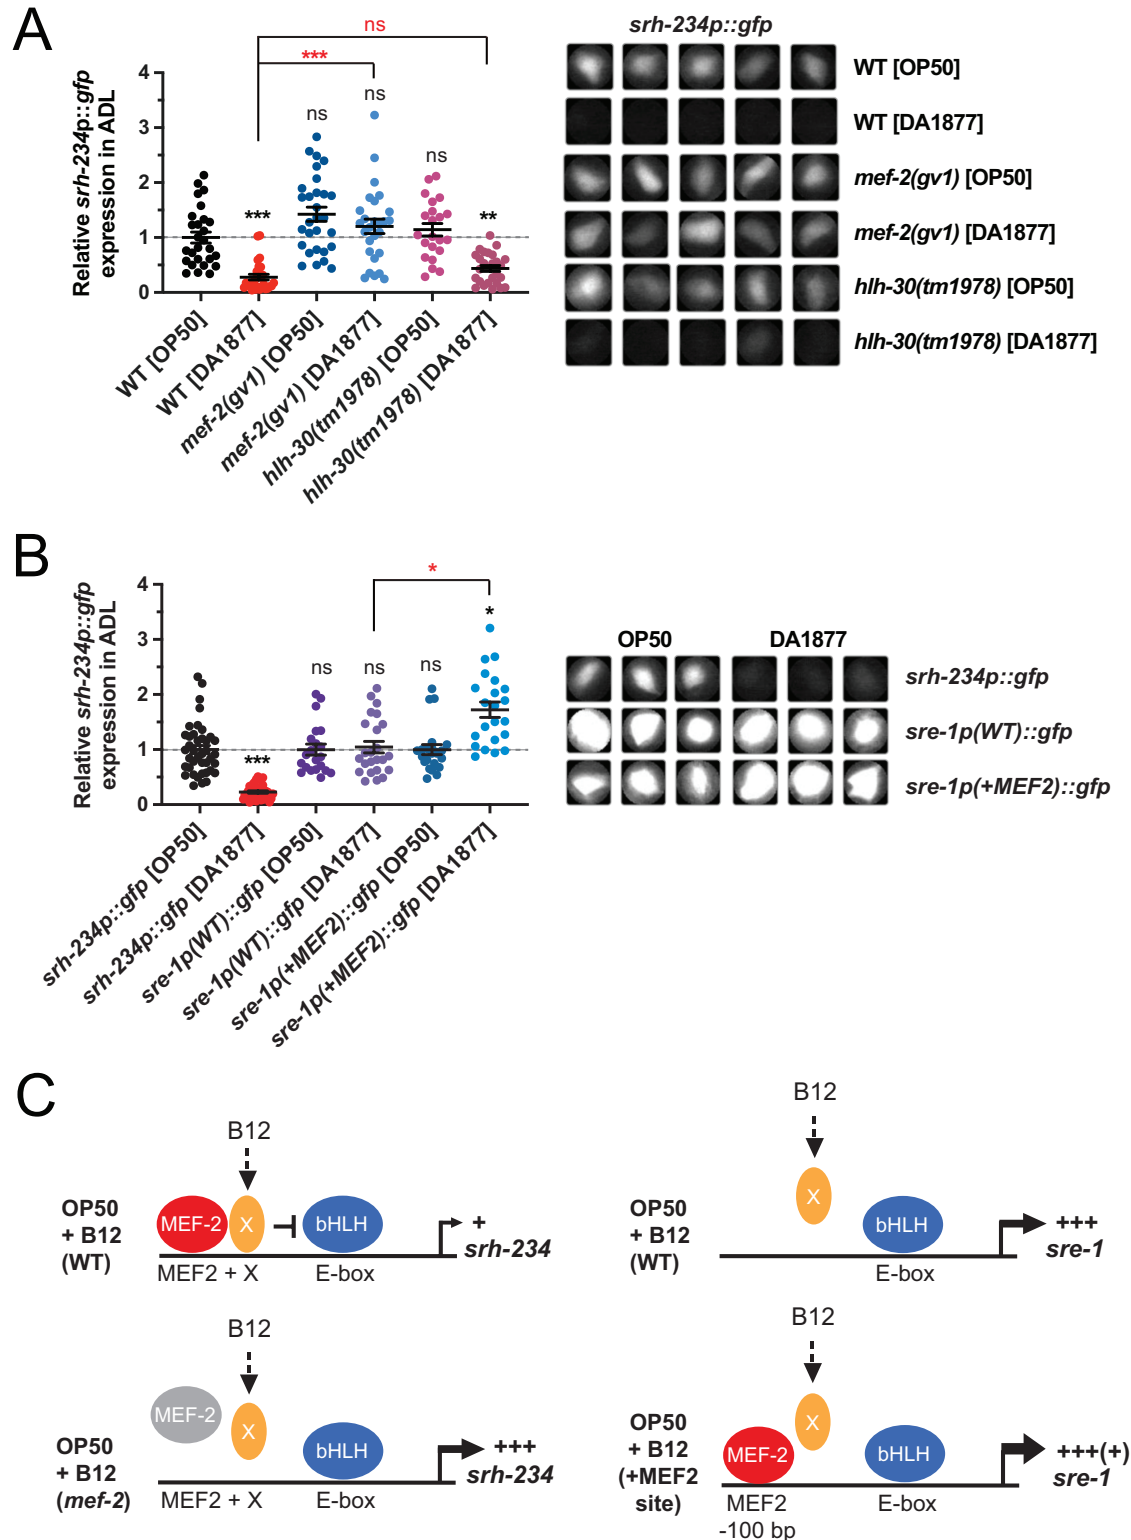 A
ns
***
Relative srh-234p::gfp
expression in ADL
4
3
2
1
0
***
ns
ns
ns
**
WT [OP50]
WT [DA1877]
mef-2(gv1) [OP50]
mef-2(gv1) [DA1877]
hlh-30(tm1978) [OP50]
hlh-30(tm1978) [DA1877]
srh-234p::gfp
WT [OP50]
WT [DA1877]
mef-2(gv1) [OP50]
mef-2(gv1) [DA1877]
hlh-30(tm1978) [OP50]
hlh-30(tm1978) [DA1877]
B
*
Relative srh-234p::gfp
expression in ADL
4
3
2
1
0
***
ns
ns
ns
*
srh-234p::gfp [OP50]
srh-234p::gfp [DA1877]
sre-1p(WT)::gfp [OP50]
sre-1p(WT)::gfp [DA1877]
sre-1p(+MEF2)::gfp [OP50]
sre-1p(+MEF2)::gfp [DA1877]
OP50 DA1877
srh-234p::gfp
sre-1p(WT)::gfp
sre-1p(+MEF2)::gfp
C
B12
OP50
+ B12
(WT)
MEF-2 X bHLH
+
srh-234
MEF2 + X E-box
B12
OP50
+ B12
(WT)
X
bHLH
+++
sre-1
E-box
B12
OP50
+ B12
(mef-2)
MEF-2
X
bHLH
+++
srh-234
MEF2 + X E-box
B12
OP50
+ B12
(+MEF2
site)
X
MEF-2 bHLH
+++(+)
sre-1
MEF2 E-box
-100 bp